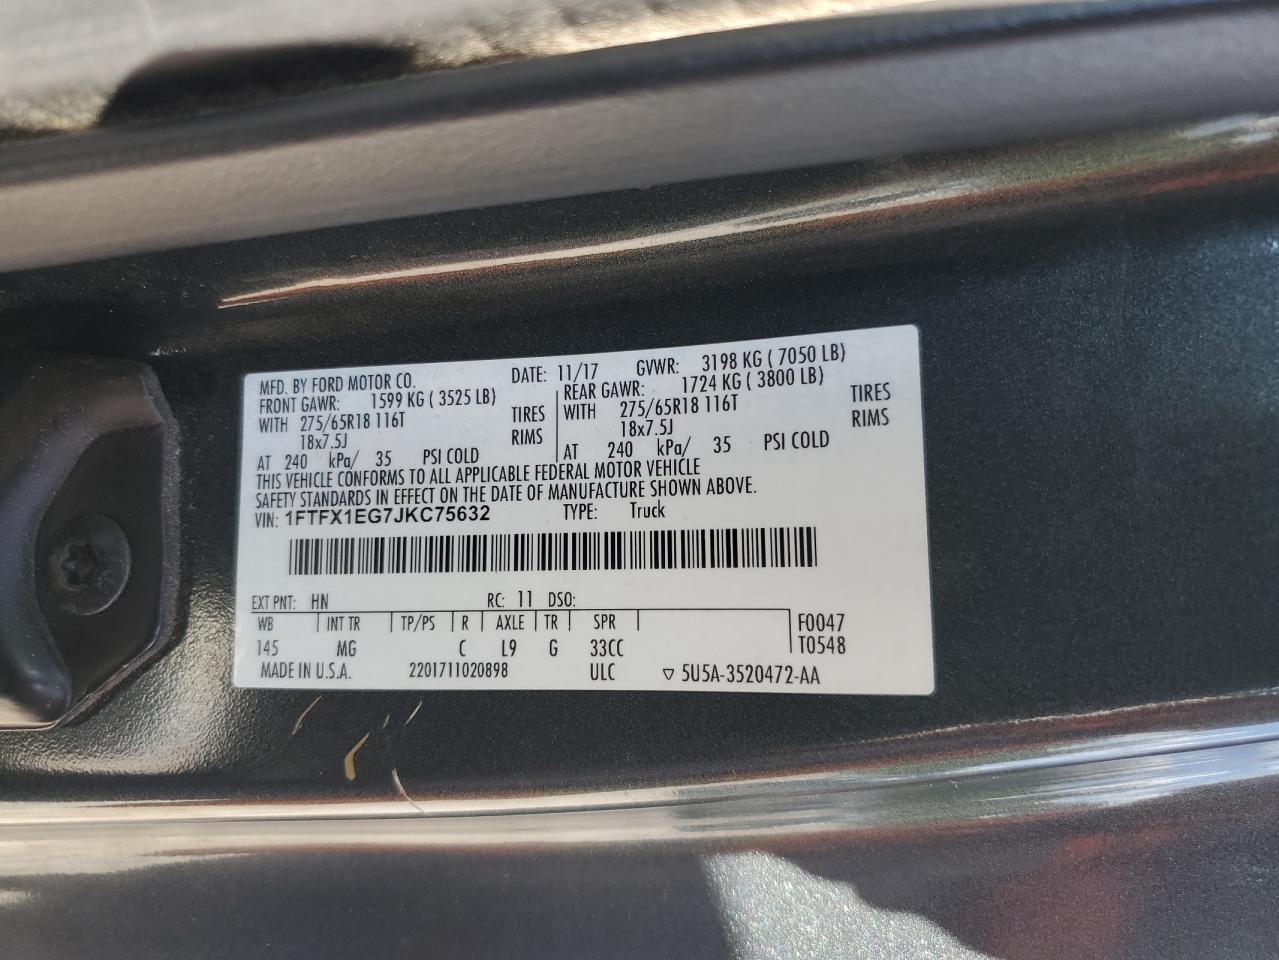 MFD. BY FORD MOTOR CO. DATE: 11/17 GVWR: 3198 KG ( 7050 LB)
FRONT GAWR: 1599 KG ( 3525 LB) REAR GAWR: 1724 KG ( 3800 LB)
WITH 275/65R18 116T TIRES WITH 275/65R18 116T TIRES
18x7.5J RIMS 18x7.5J RIMS
AT 240 kPa/ 35 PSI COLD AT 240 kPa/ 35 PSI COLD
THIS VEHICLE CONFORMS TO ALL APPLICABLE FEDERAL MOTOR VEHICLE
SAFETY STANDARDS IN EFFECT ON THE DATE OF MANUFACTURE SHOWN ABOVE.
VIN: 1FTFX1EG7JKC75632 TYPE: Truck
EXT PNT: HN RC: 11 DSO:
WB INT TR TP/PS R AXLE TR SPR F0047
145 MG C L9 G 33CC T0548
MADE IN U.S.A. 2201711020898 ULC ▽ 5U5A-3520472-AA